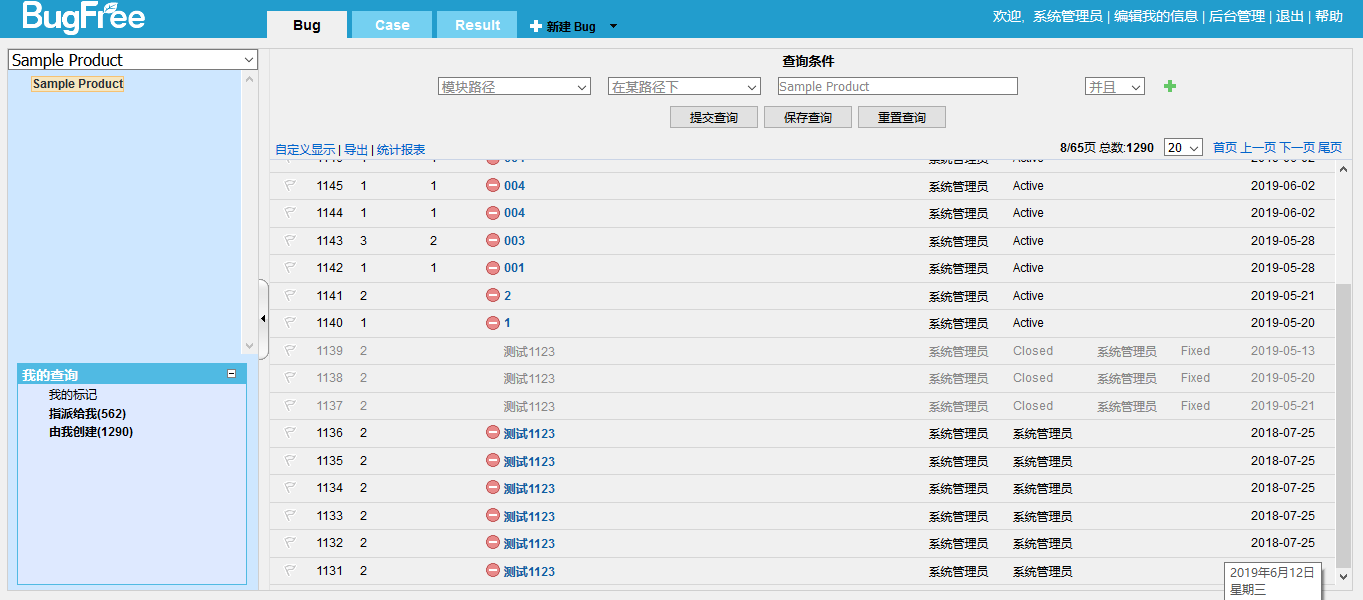 BugFree
Bug Case Result 新建 Bug
欢迎, 系统管理员 | 编辑我的信息 | 后台管理 | 退出 | 帮助
Sample Product
Sample Product
查询条件
模块路径 在某路径下 Sample Product 并且
提交查询 保存查询 重置查询
自定义显示 | 导出 | 统计报表
8/65页 总数:1290 20 首页 上一页 下一页 尾页
1145 1 1 004 系统管理员 Active 2019-06-02
1144 1 1 004 系统管理员 Active 2019-06-02
1143 3 2 003 系统管理员 Active 2019-05-28
1142 1 1 001 系统管理员 Active 2019-05-28
1141 2 2 系统管理员 Active 2019-05-21
1140 1 1 系统管理员 Active 2019-05-20
1139 2 测试1123 系统管理员 Closed 系统管理员 Fixed 2019-05-13
1138 2 测试1123 系统管理员 Closed 系统管理员 Fixed 2019-05-20
1137 2 测试1123 系统管理员 Closed 系统管理员 Fixed 2019-05-21
1136 2 测试1123 系统管理员 系统管理员 2018-07-25
1135 2 测试1123 系统管理员 系统管理员 2018-07-25
1134 2 测试1123 系统管理员 系统管理员 2018-07-25
1133 2 测试1123 系统管理员 系统管理员 2018-07-25
1132 2 测试1123 系统管理员 系统管理员 2018-07-25
1131 2 测试1123 系统管理员 系统管理员
我的查询
我的标记
指派给我(562)
由我创建(1290)
2019年6月12日
星期三